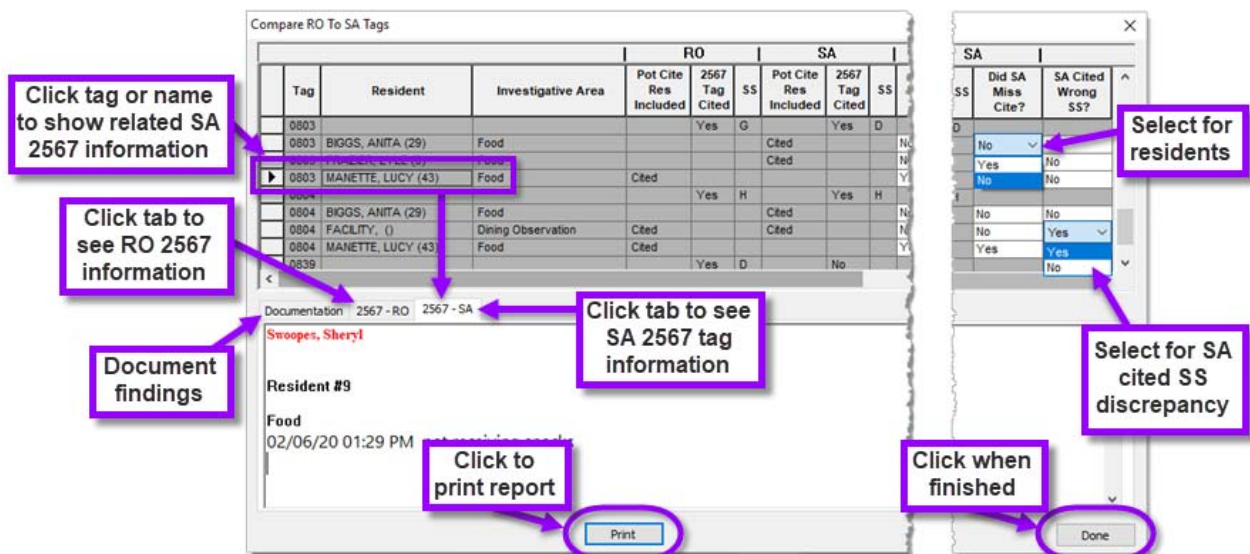 Compare RO To SA Tags
RO SA SA
Tag Resident Investigative Area Pot Cite Res Included 2567 Tag Cited SS Pot Cite Res Included 2567 Tag Cited SS SS Did SA Miss Cite? SA Cited Wrong SS?
0803 Yes G Yes D D
0803 BIGGS, ANITA (29) Food Cited No
Food Cited Yes No
0803 MANETTE, LUCY (43) Food Cited No No
0804 Yes H Yes H
0804 BIGGS, ANITA (29) Food Cited No No
0804 FACILITY, () Dining Observation Cited Cited No Yes
0804 MANETTE, LUCY (43) Food Cited Yes Yes
0839 Yes D No No
Click tag or name
to show related SA
2567 information
Click tab to
see RO 2567
information
Select for
residents
Documentation 2567 - RO 2567 - SA
Click tab to see
SA 2567 tag
information
Document
findings
Select for SA
cited SS
discrepancy
Swoopes, Sheryl
Resident #9
Food
02/06/20 01:29 PM
Click to
print report
Click when
finished
Print
Done